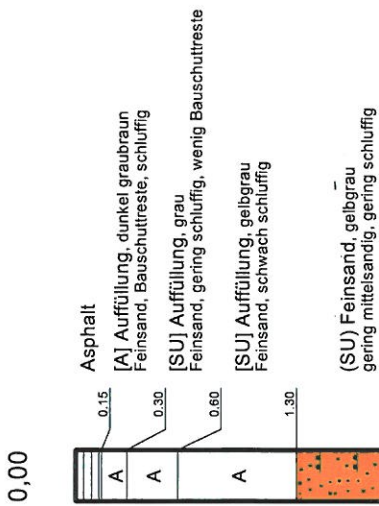 0,00
Asphalt
0.15
[A] Auffüllung, dunkel graubraun
Feinsand, Bauschuttreste, schluffig
A
0.30
[SU] Auffüllung, grau
Feinsand, gering schluffig, wenig Bauschuttreste
A
0.60
[SU] Auffüllung, gelbgrau
Feinsand, schwach schluffig
A
1.30
(SU) Feinsand, gelbgrau
gering mittelsandig, gering schluffig